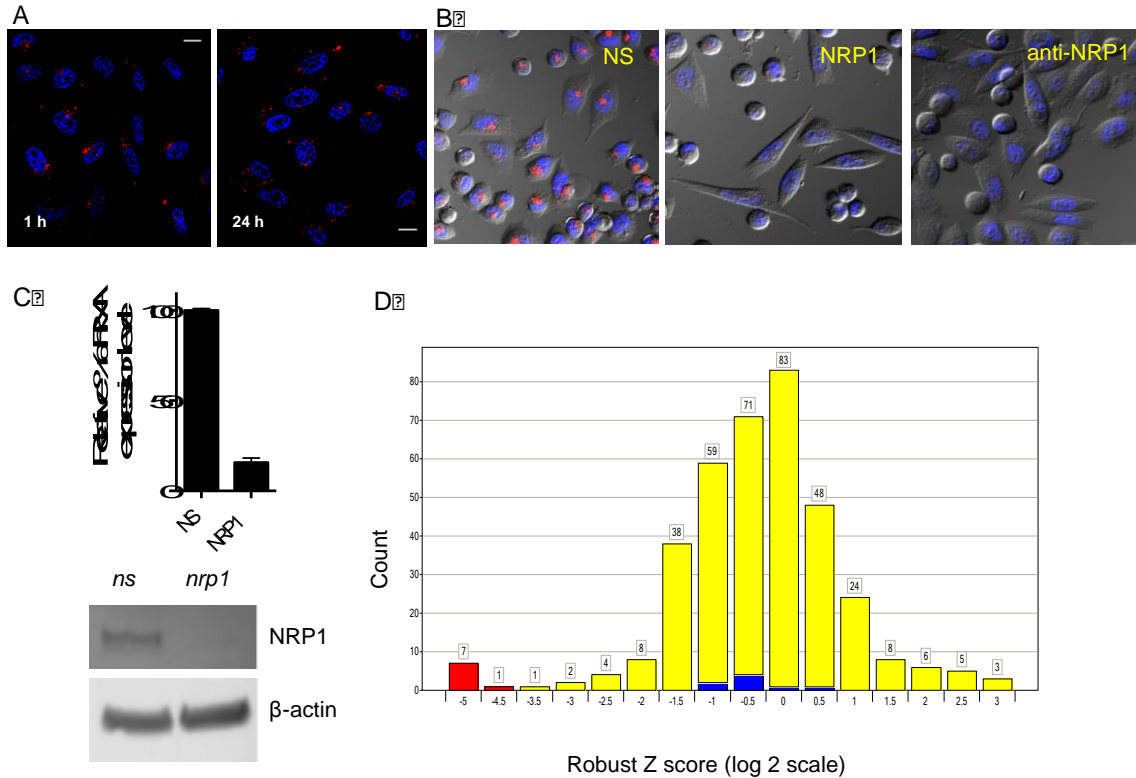 A
1 h
24 h
B⍰
NS
NRP1
anti-NRP1
C⍰
100
50
0
NS
NRP1
ns nrp1
NRP1
β-actin
D⍰
Count
80
70
60
50
40
30
20
10
0
7
1
1
2
4
8
38
59
71
83
48
24
8
6
5
3
-5 -4.5 -3.5 -3 -2.5 -2 -1.5 -1 -0.5 0 0.5 1 1.5 2 2.5 3
Robust Z score (log 2 scale)